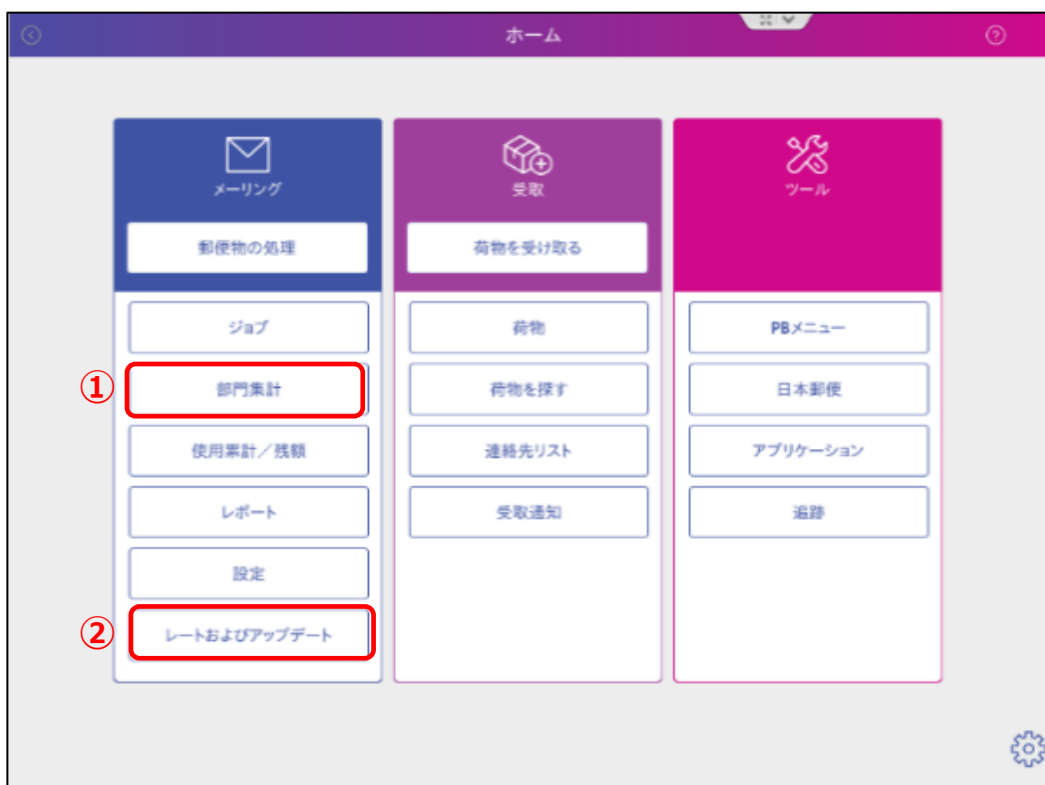 ホーム
メーリング
郵便物の処理
ジョブ
① 部門集計
使用累計／残額
レポート
設定
② レートおよびアップデート
受取
荷物を受け取る
荷物
荷物を探す
連絡先リスト
受取通知
ツール
PBメニュー
日本郵便
アプリケーション
追跡